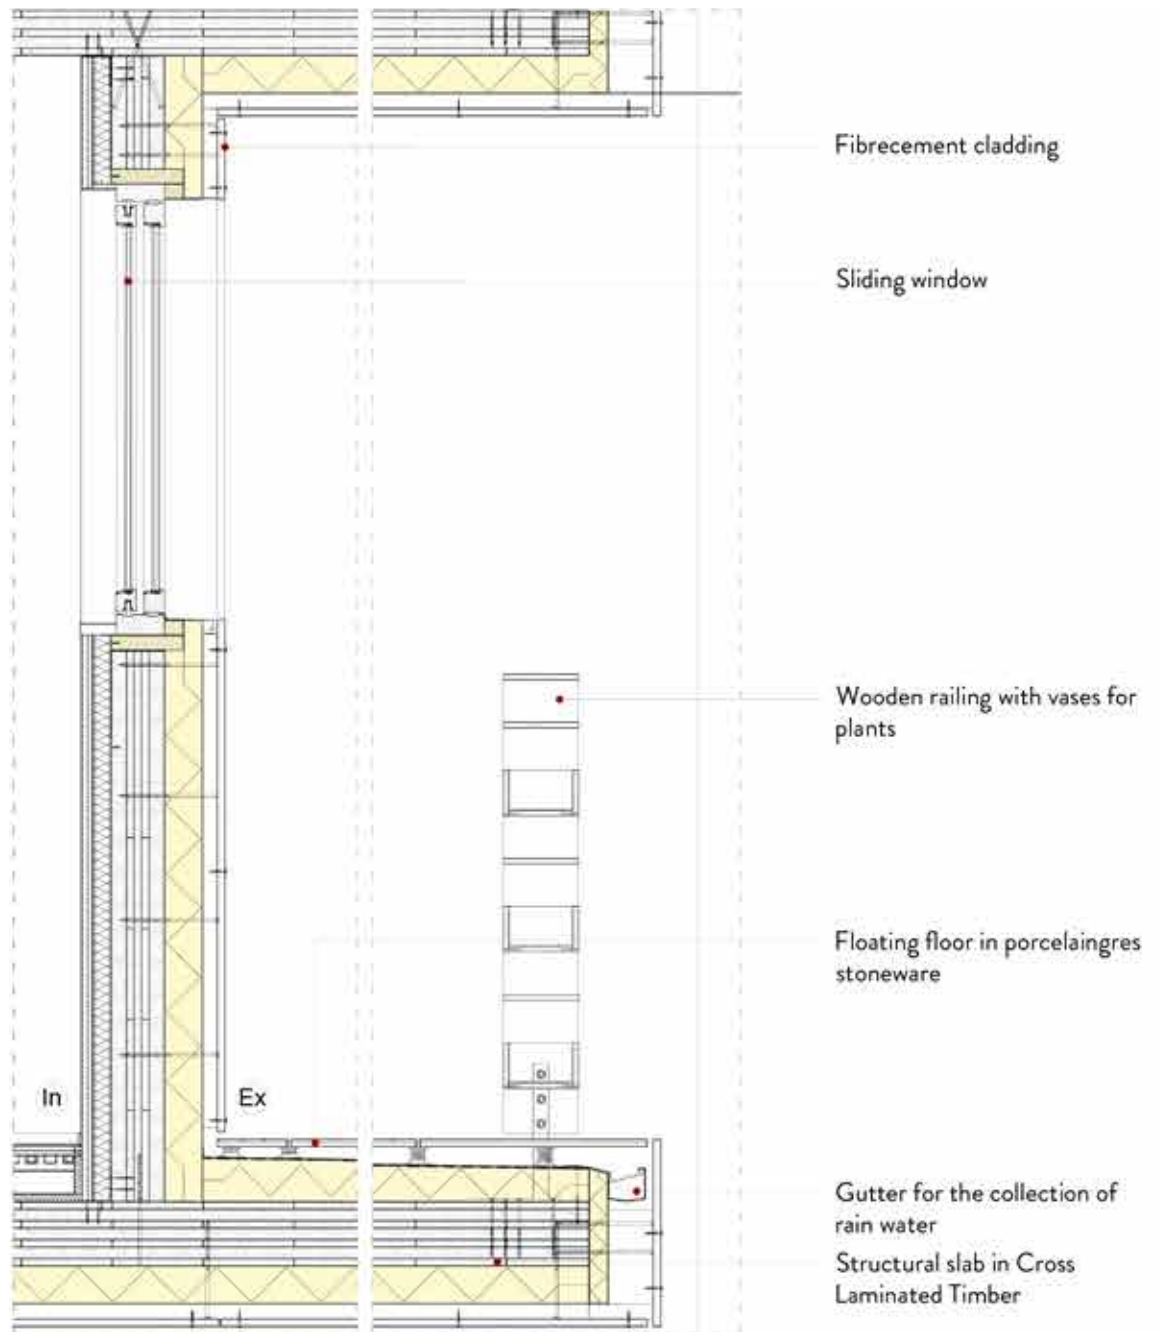 Fibrecement cladding
Sliding window
Wooden railing with vases for
plants
Floating floor in porcelaingres
stoneware
In
Ex
Gutter for the collection of
rain water
Structural slab in Cross
Laminated Timber